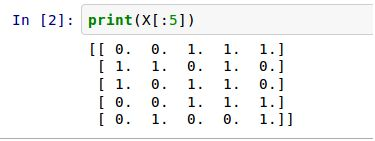 In [2]: print(X[:5])
[[ 0. 0. 1. 1. 1.]
[ 1. 1. 0. 1. 0.]
[ 1. 0. 1. 1. 0.]
[ 0. 0. 1. 1. 1.]
[ 0. 1. 0. 0. 1.]]